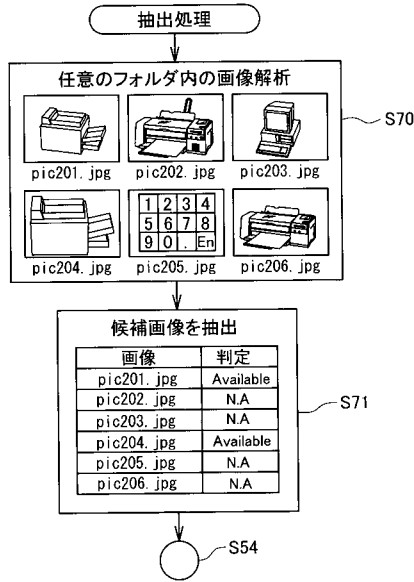 抽出処理
任意のフォルダ内の画像解析
S70
pic201.jpg pic202.jpg pic203.jpg
1 2 3 4
5 6 7 8
9 0 . En
pic204.jpg pic205.jpg pic206.jpg
候補画像を抽出
画像 判定
pic201.jpg Available
pic202.jpg N.A
pic203.jpg N.A
pic204.jpg Available
pic205.jpg N.A
pic206.jpg N.A
S71
S54